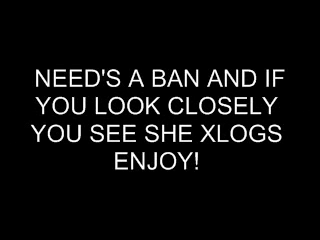 NEED'S A BAN AND IF
YOU LOOK CLOSELY
YOU SEE SHE XLOGS
ENJOY!